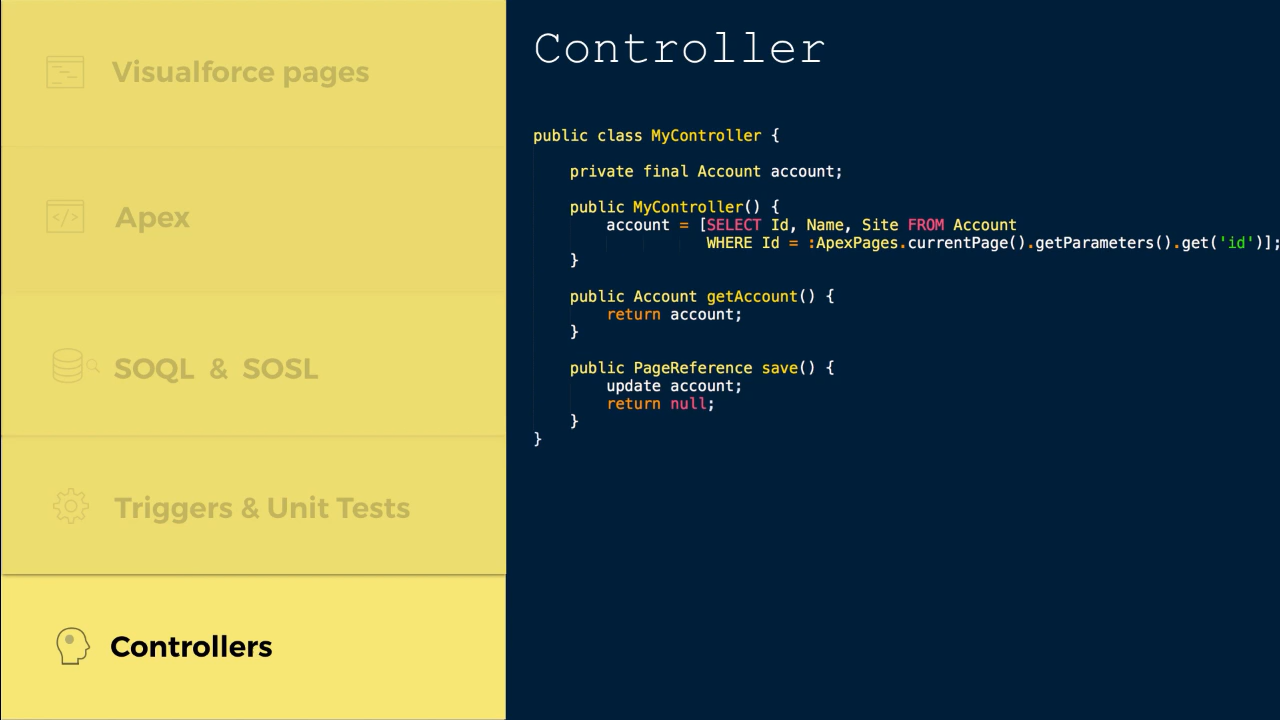 Visualforce pages
Apex
SOQL & SOSL
Triggers & Unit Tests
Controllers
Controller
public class MyController {
    private final Account account;
    public MyController() {
        account = [SELECT Id, Name, Site FROM Account
                   WHERE Id = :ApexPages.currentPage().getParameters().get('id')];
    }
    public Account getAccount() {
        return account;
    }
    public PageReference save() {
        update account;
        return null;
    }
}